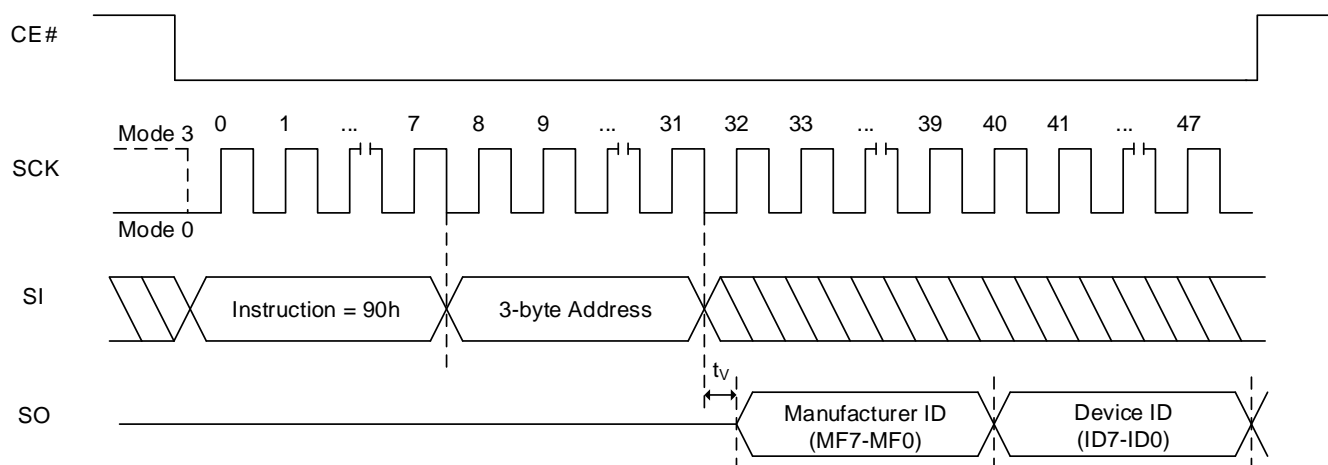 CE#
0 1 ... 7 8 9 ... 31 32 33 ... 39 40 41 ... 47
Mode 3
SCK
Mode 0
SI
Instruction = 90h
3-byte Address
tV
SO
Manufacturer ID
(MF7-MF0)
Device ID
(ID7-ID0)